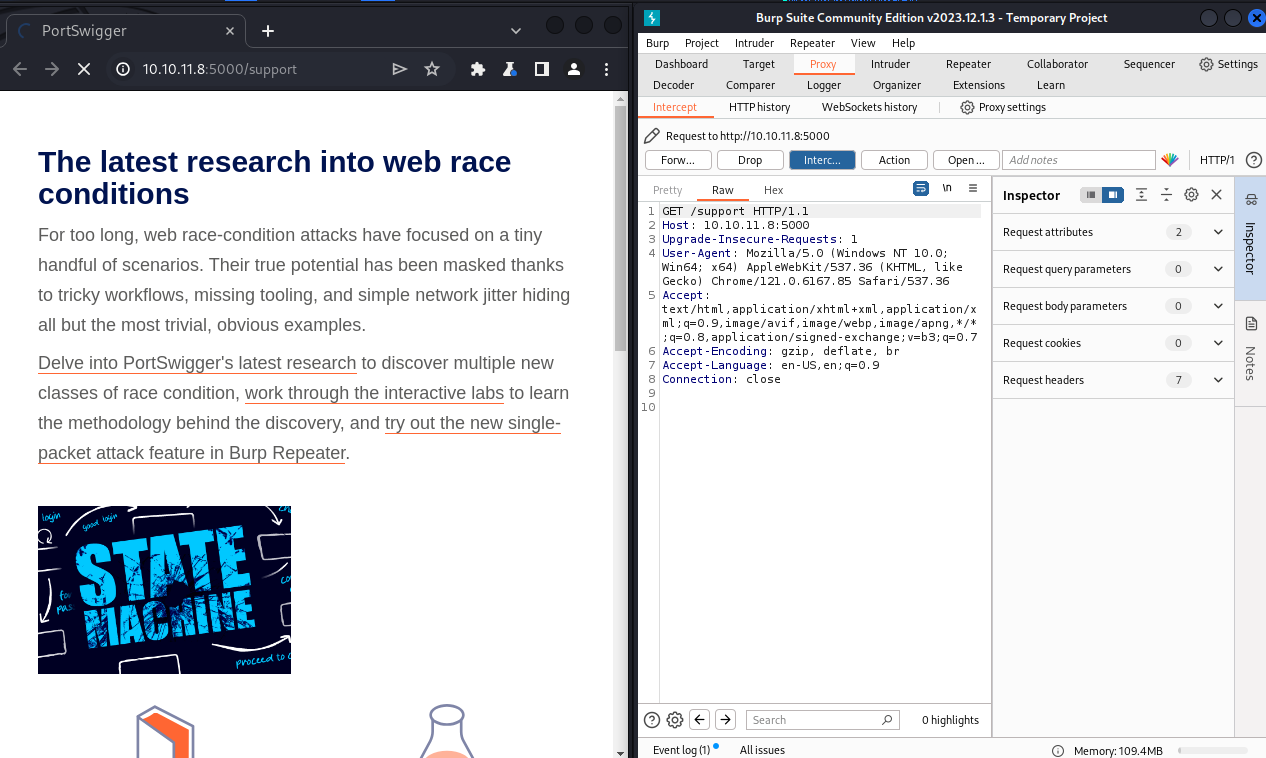 PortSwigger
10.10.11.8:5000/support
The latest research into web race
conditions
For too long, web race-condition attacks have focused on a tiny
handful of scenarios. Their true potential has been masked thanks
to tricky workflows, missing tooling, and simple network jitter hiding
all but the most trivial, obvious examples.
Delve into PortSwigger's latest research to discover multiple new
classes of race condition, work through the interactive labs to learn
the methodology behind the discovery, and try out the new single-
packet attack feature in Burp Repeater.
login
good login
STATE
MACHINE
proceed to
Burp Suite Community Edition v2023.12.1.3 - Temporary Project
Burp Project Intruder Repeater View Help
Dashboard Target Proxy Intruder Repeater Collaborator Sequencer Settings
Decoder Comparer Logger Organizer Extensions Learn
Intercept HTTP history WebSockets history Proxy settings
Request to http://10.10.11.8:5000
Forw... Drop Interc... Action Open ... Add notes HTTP/1
Pretty Raw Hex \n
1 GET /support HTTP/1.1
2 Host: 10.10.11.8:5000
3 Upgrade-Insecure-Requests: 1
4 User-Agent: Mozilla/5.0 (Windows NT 10.0;
Win64; x64) AppleWebKit/537.36 (KHTML, like
Gecko) Chrome/121.0.6167.85 Safari/537.36
5 Accept:
text/html,application/xhtml+xml,application/x
ml;q=0.9,image/avif,image/webp,image/apng,*/*
;q=0.8,application/signed-exchange;v=b3;q=0.7
6 Accept-Encoding: gzip, deflate, br
7 Accept-Language: en-US,en;q=0.9
8 Connection: close
9
10
Search 0 highlights
Inspector
Request attributes 2
Request query parameters 0
Request body parameters 0
Request cookies 0
Request headers 7
Inspector
Notes
Event log (1) All issues Memory: 109.4MB